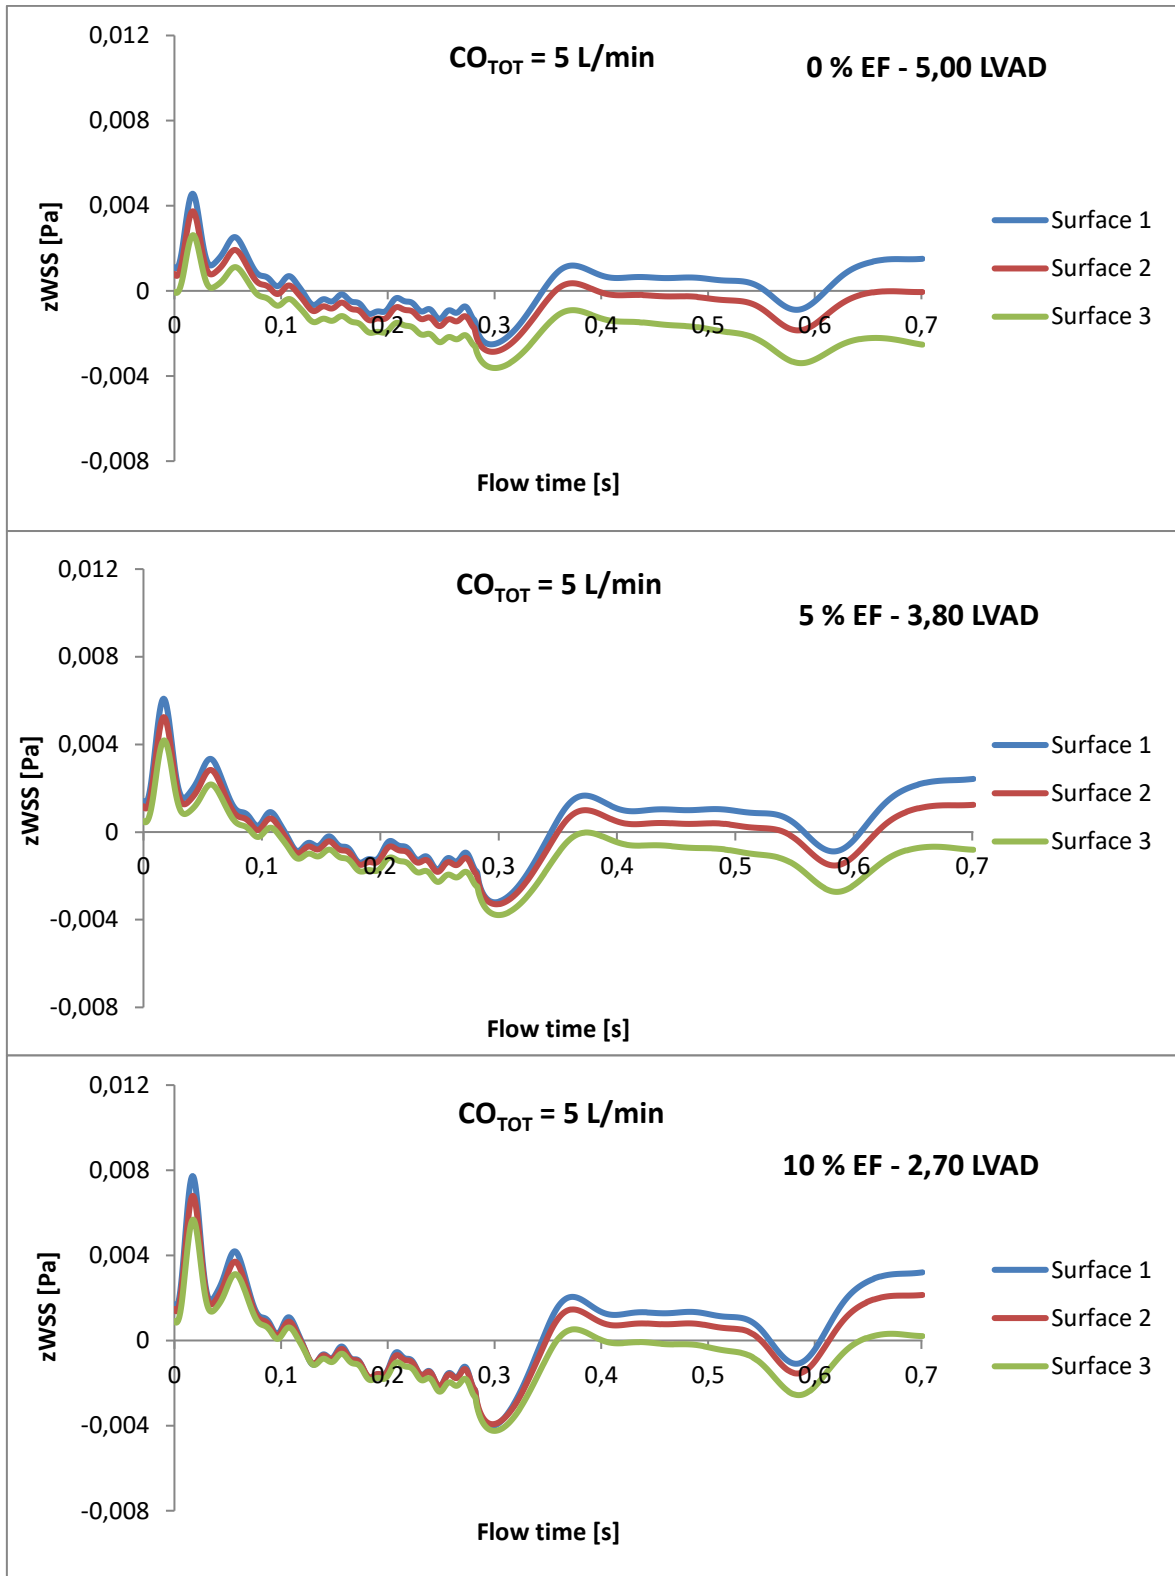 0,012
CO_TOT = 5 L/min
0 % EF - 5,00 LVAD
0,008
0,004
0
-0,004
-0,008
zWSS [Pa]
0 0,1 0,2 0,3 0,4 0,5 0,6 0,7
Flow time [s]
Surface 1
Surface 2
Surface 3
0,012
CO_TOT = 5 L/min
5 % EF - 3,80 LVAD
0,008
0,004
0
-0,004
-0,008
zWSS [Pa]
0 0,1 0,2 0,3 0,4 0,5 0,6 0,7
Flow time [s]
Surface 1
Surface 2
Surface 3
0,012
CO_TOT = 5 L/min
10 % EF - 2,70 LVAD
0,008
0,004
0
-0,004
-0,008
zWSS [Pa]
0 0,1 0,2 0,3 0,4 0,5 0,6 0,7
Flow time [s]
Surface 1
Surface 2
Surface 3